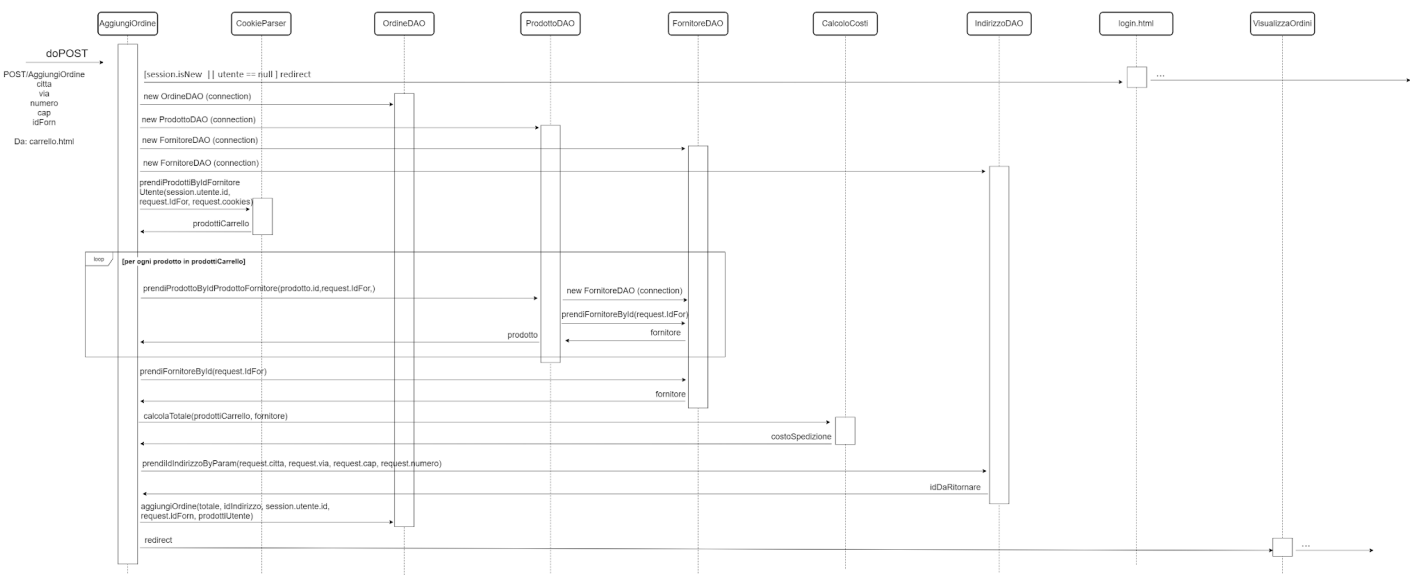 AggiungiOrdine
CookieParser
OrdineDAO
ProdottoDAO
FornitoreDAO
CalcoloCosti
IndirizzoDAO
login.html
VisualizzaOrdini
doPOST
POST/AggiungiOrdine
citta
via
numero
cap
idForn
Da: carrello.html
[session.isNew || utente == null ] redirect
...
new OrdineDAO (connection)
new ProdottoDAO (connection)
new FornitoreDAO (connection)
new FornitoreDAO (connection)
prendiProdottiByIdFornitore
Utente(session.utente.id,
request.IdFor, request.cookies)
prodottiCarrello
loop
[per ogni prodotto in prodottiCarrello]
prendiProdottoByIdProdottoFornitore(prodotto.id,request.IdFor,)
new FornitoreDAO (connection)
prendiFornitoreById(request.IdFor)
fornitore
prodotto
prendiFornitoreById(request.IdFor)
fornitore
calcolaTotale(prodottiCarrello, fornitore)
costoSpedizione
prendiIdIndirizzoByParam(request.citta, request.via, request.cap, request.numero)
idDaRitornare
aggiungiOrdine(totale, idIndirizzo, session.utente.id,
request.IdForn, prodottiUtente)
redirect
...